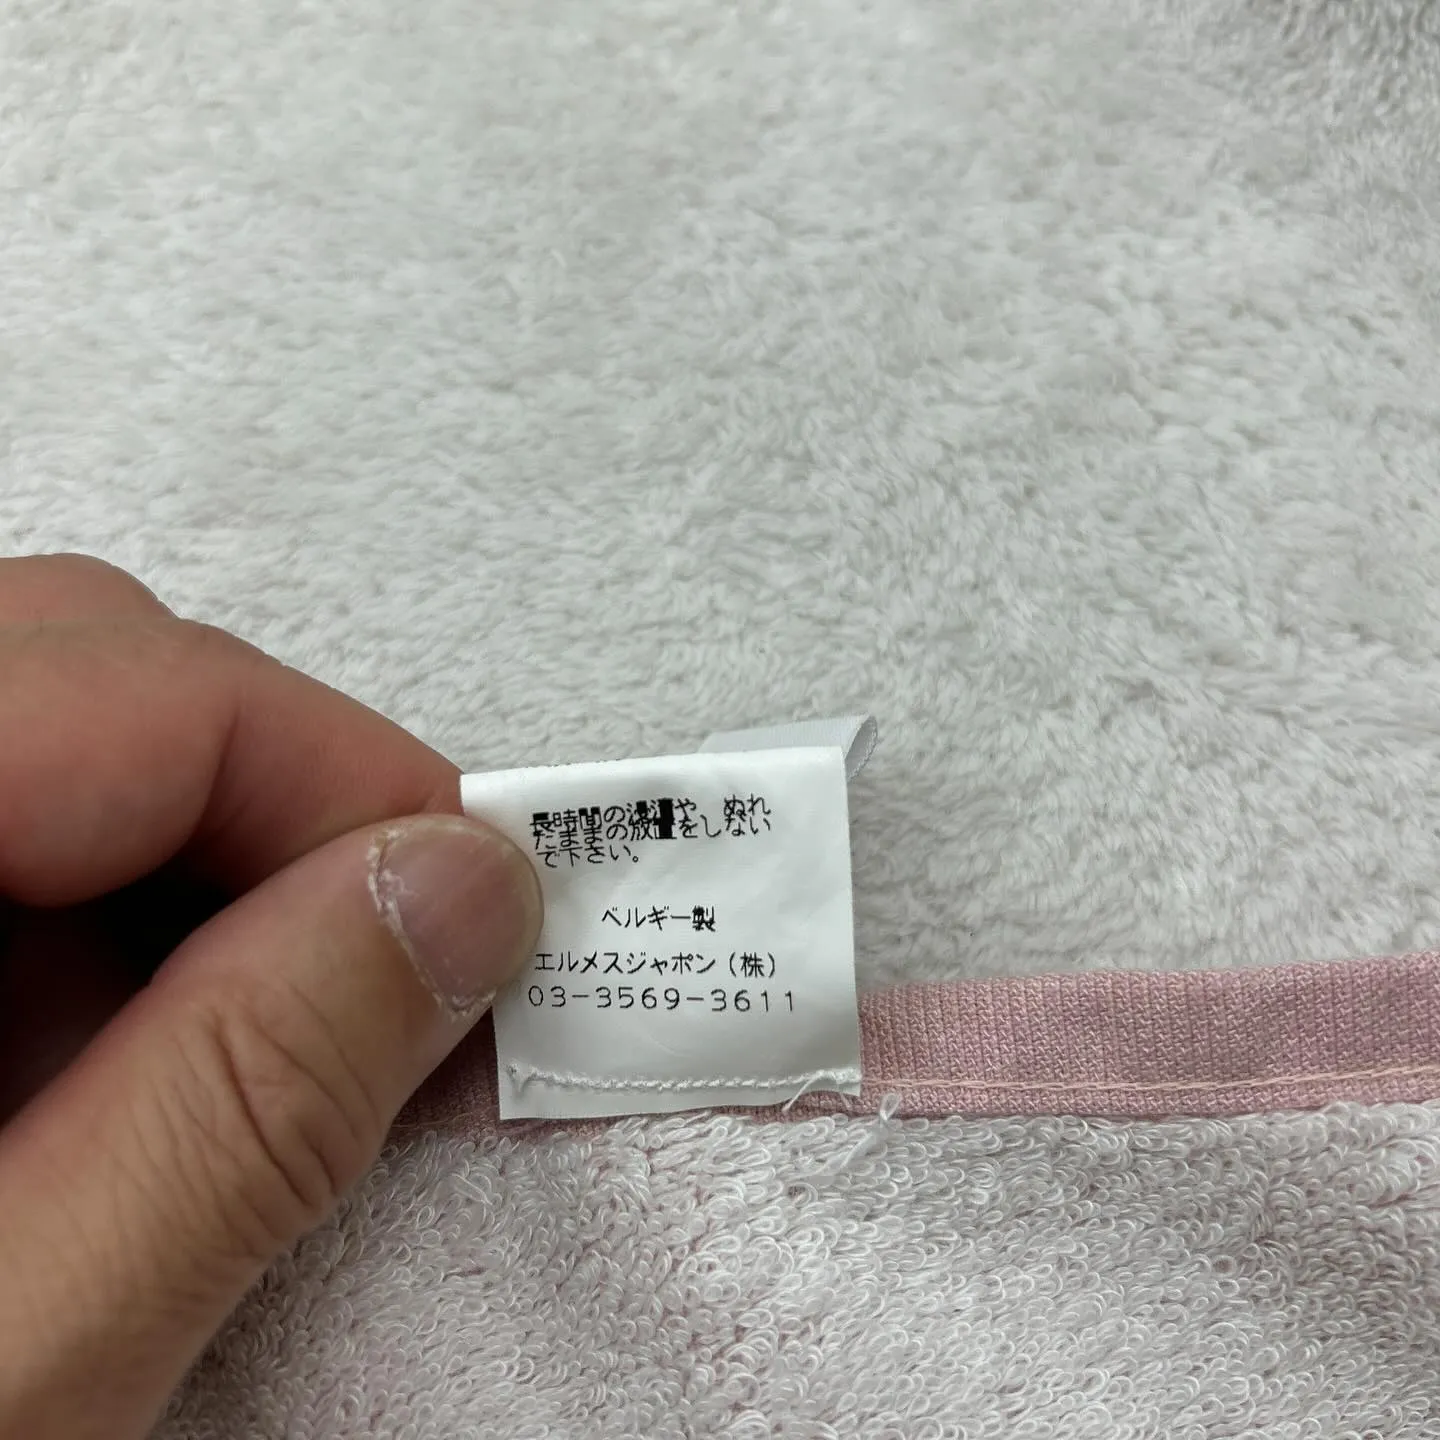 長時間の浸漬や、ぬれ
たままの放置をしない
で下さい。
ベルギー製
エルメスジャポン（株）
03-3569-3611